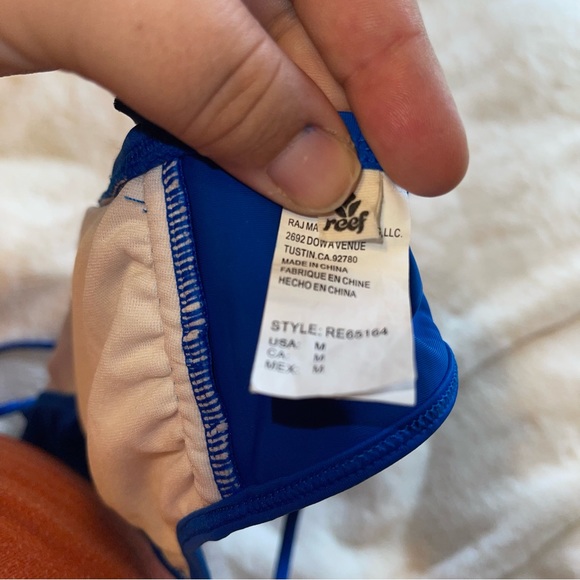 reef
RAJ MA LLC.
2692 DOW AVENUE
TUSTIN.CA.92780
MADE IN CHINA
FABRIQUE EN CHINE
HECHO EN CHINA
STYLE: RE65164
USA: M
CA: M
MEX: M